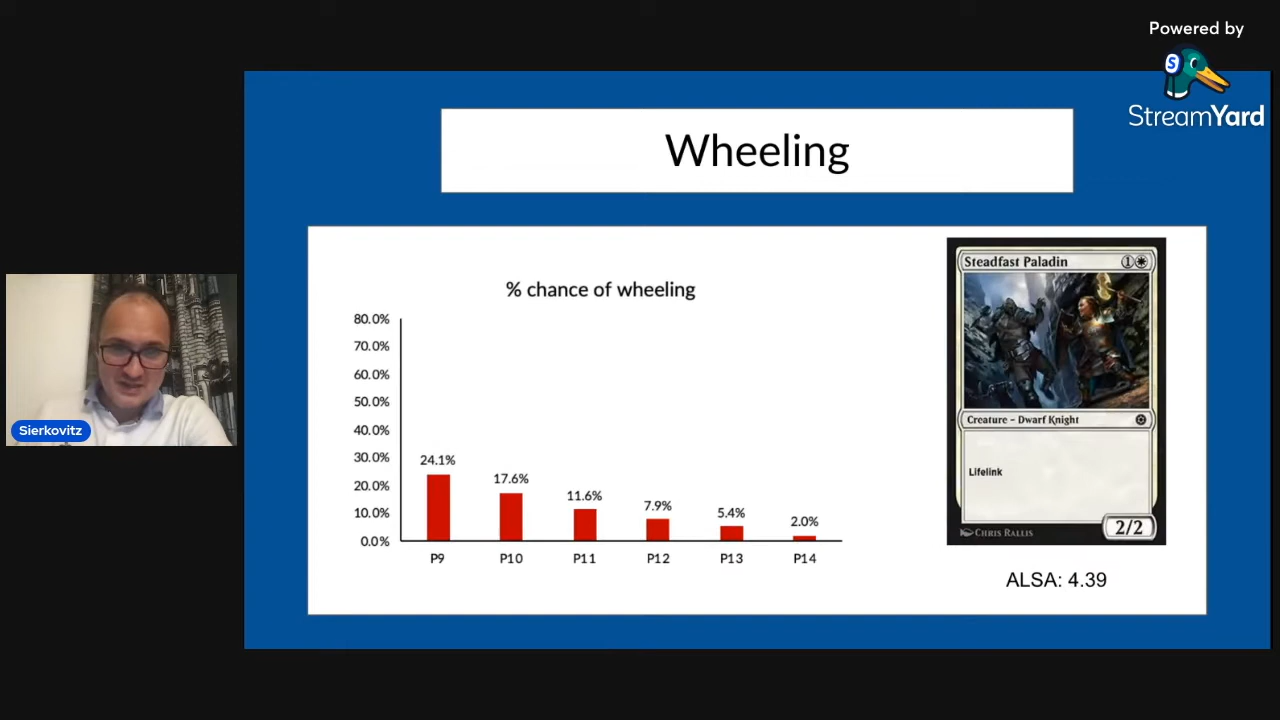 Powered by
StreamYard
Wheeling
% chance of wheeling
80.0%
70.0%
60.0%
50.0%
40.0%
30.0%
20.0%
10.0%
0.0%
24.1%
17.6%
11.6%
7.9%
5.4%
2.0%
P9
P10
P11
P12
P13
P14
Steadfast Paladin 1
Creature – Dwarf Knight
Lifelink
2/2
Chris Rallis
ALSA: 4.39
Sierkovitz